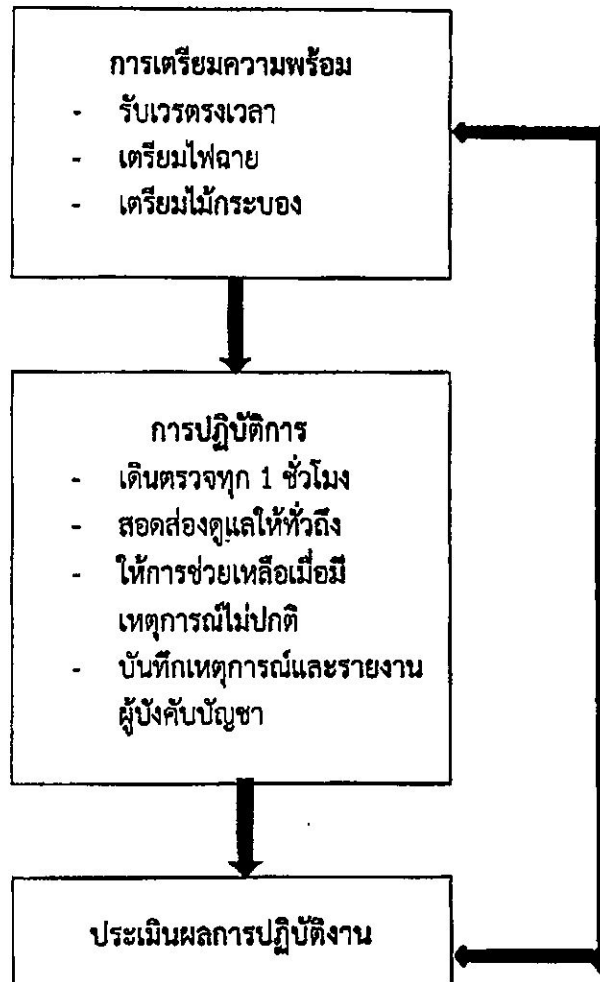 การเตรียมความพร้อม
- รับเวรตรงเวลา
- เตรียมไฟฉาย
- เตรียมไม้กระบอง
การปฏิบัติการ
- เดินตรวจทุก 1 ชั่วโมง
- สอดส่องดูแลให้ทั่วถึง
- ให้การช่วยเหลือเมื่อมี
เหตุการณ์ไม่ปกติ
- บันทึกเหตุการณ์และรายงาน
ผู้บังคับบัญชา
ประเมินผลการปฏิบัติงาน